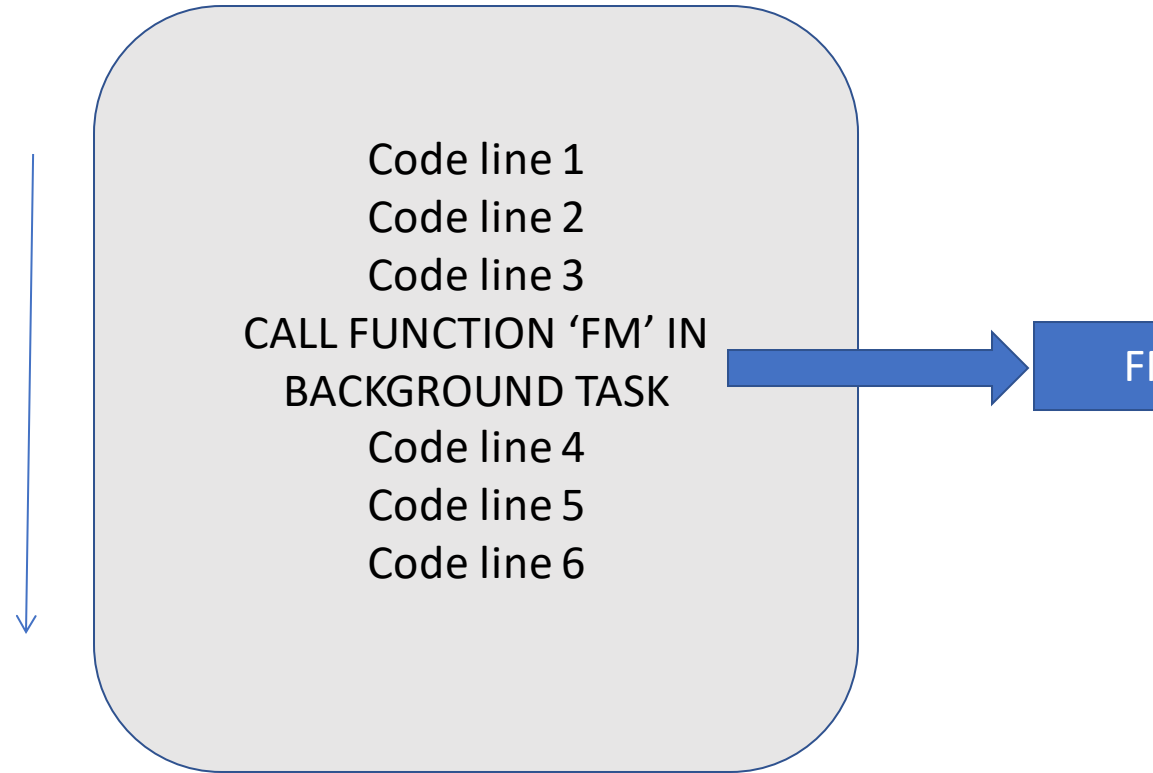 Code line 1
Code line 2
Code line 3
CALL FUNCTION ‘FM’ IN
BACKGROUND TASK
Code line 4
Code line 5
Code line 6